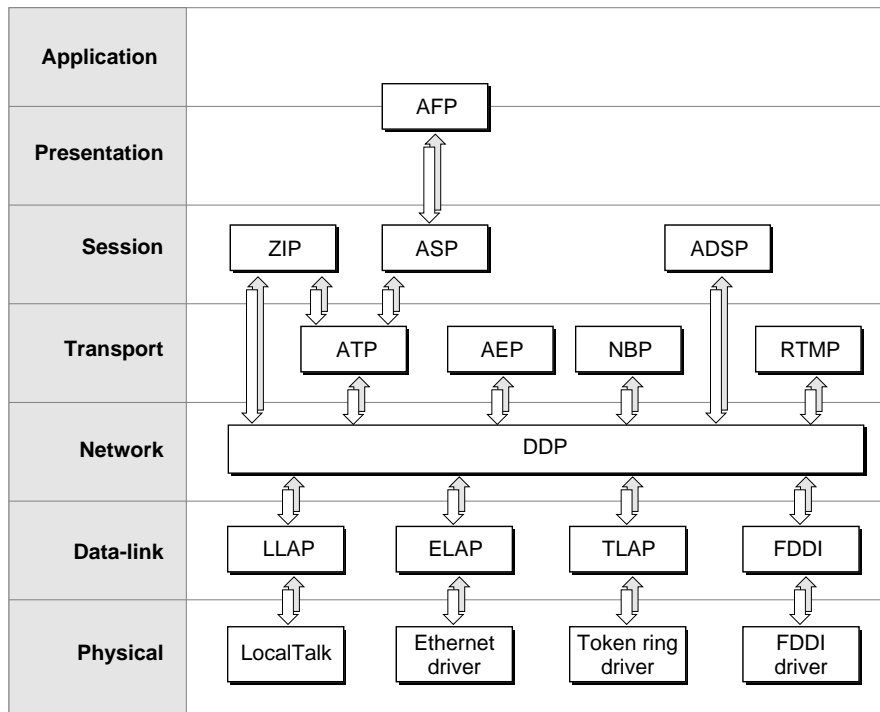 Application
AFP
Presentation
Session
ZIP
ASP
ADSP
Transport
ATP
AEP
NBP
RTMP
Network
DDP
Data-link
LLAP
ELAP
TLAP
FDDI
Physical
LocalTalk
Ethernet
driver
Token ring
driver
FDDI
driver